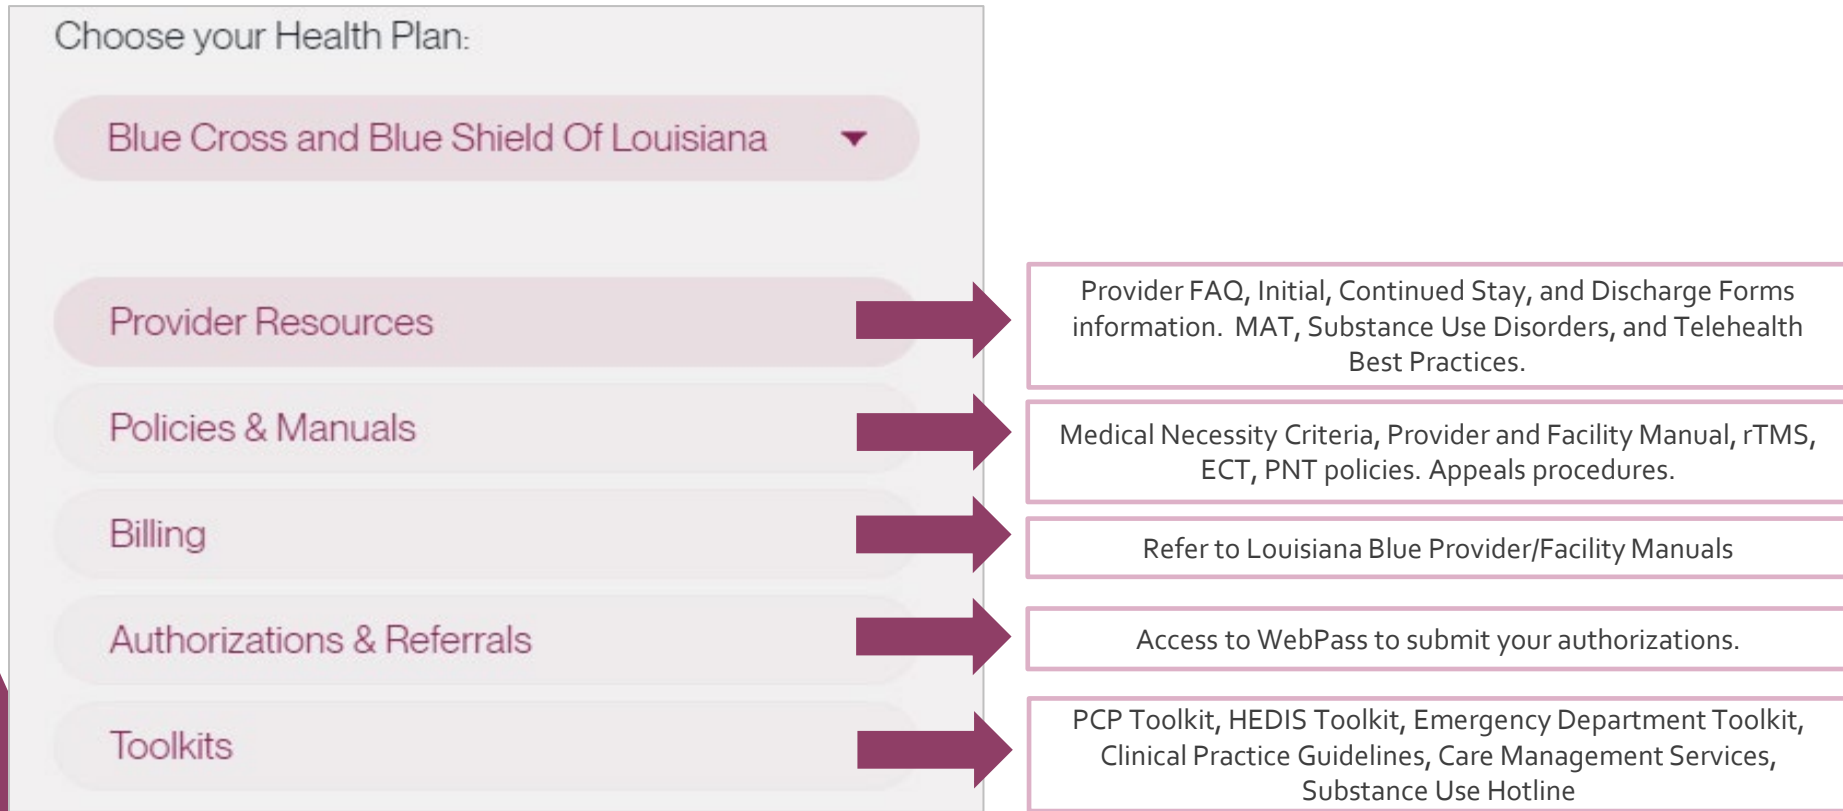 Choose your Health Plan:
Blue Cross and Blue Shield Of Louisiana
Provider Resources
Provider FAQ, Initial, Continued Stay, and Discharge Forms
information.  MAT, Substance Use Disorders, and Telehealth
Best Practices.
Policies & Manuals
Medical Necessity Criteria, Provider and Facility Manual, rTMS,
ECT, PNT policies. Appeals procedures.
Billing
Refer to Louisiana Blue Provider/Facility Manuals
Authorizations & Referrals
Access to WebPass to submit your authorizations.
Toolkits
PCP Toolkit, HEDIS Toolkit, Emergency Department Toolkit,
Clinical Practice Guidelines, Care Management Services,
Substance Use Hotline